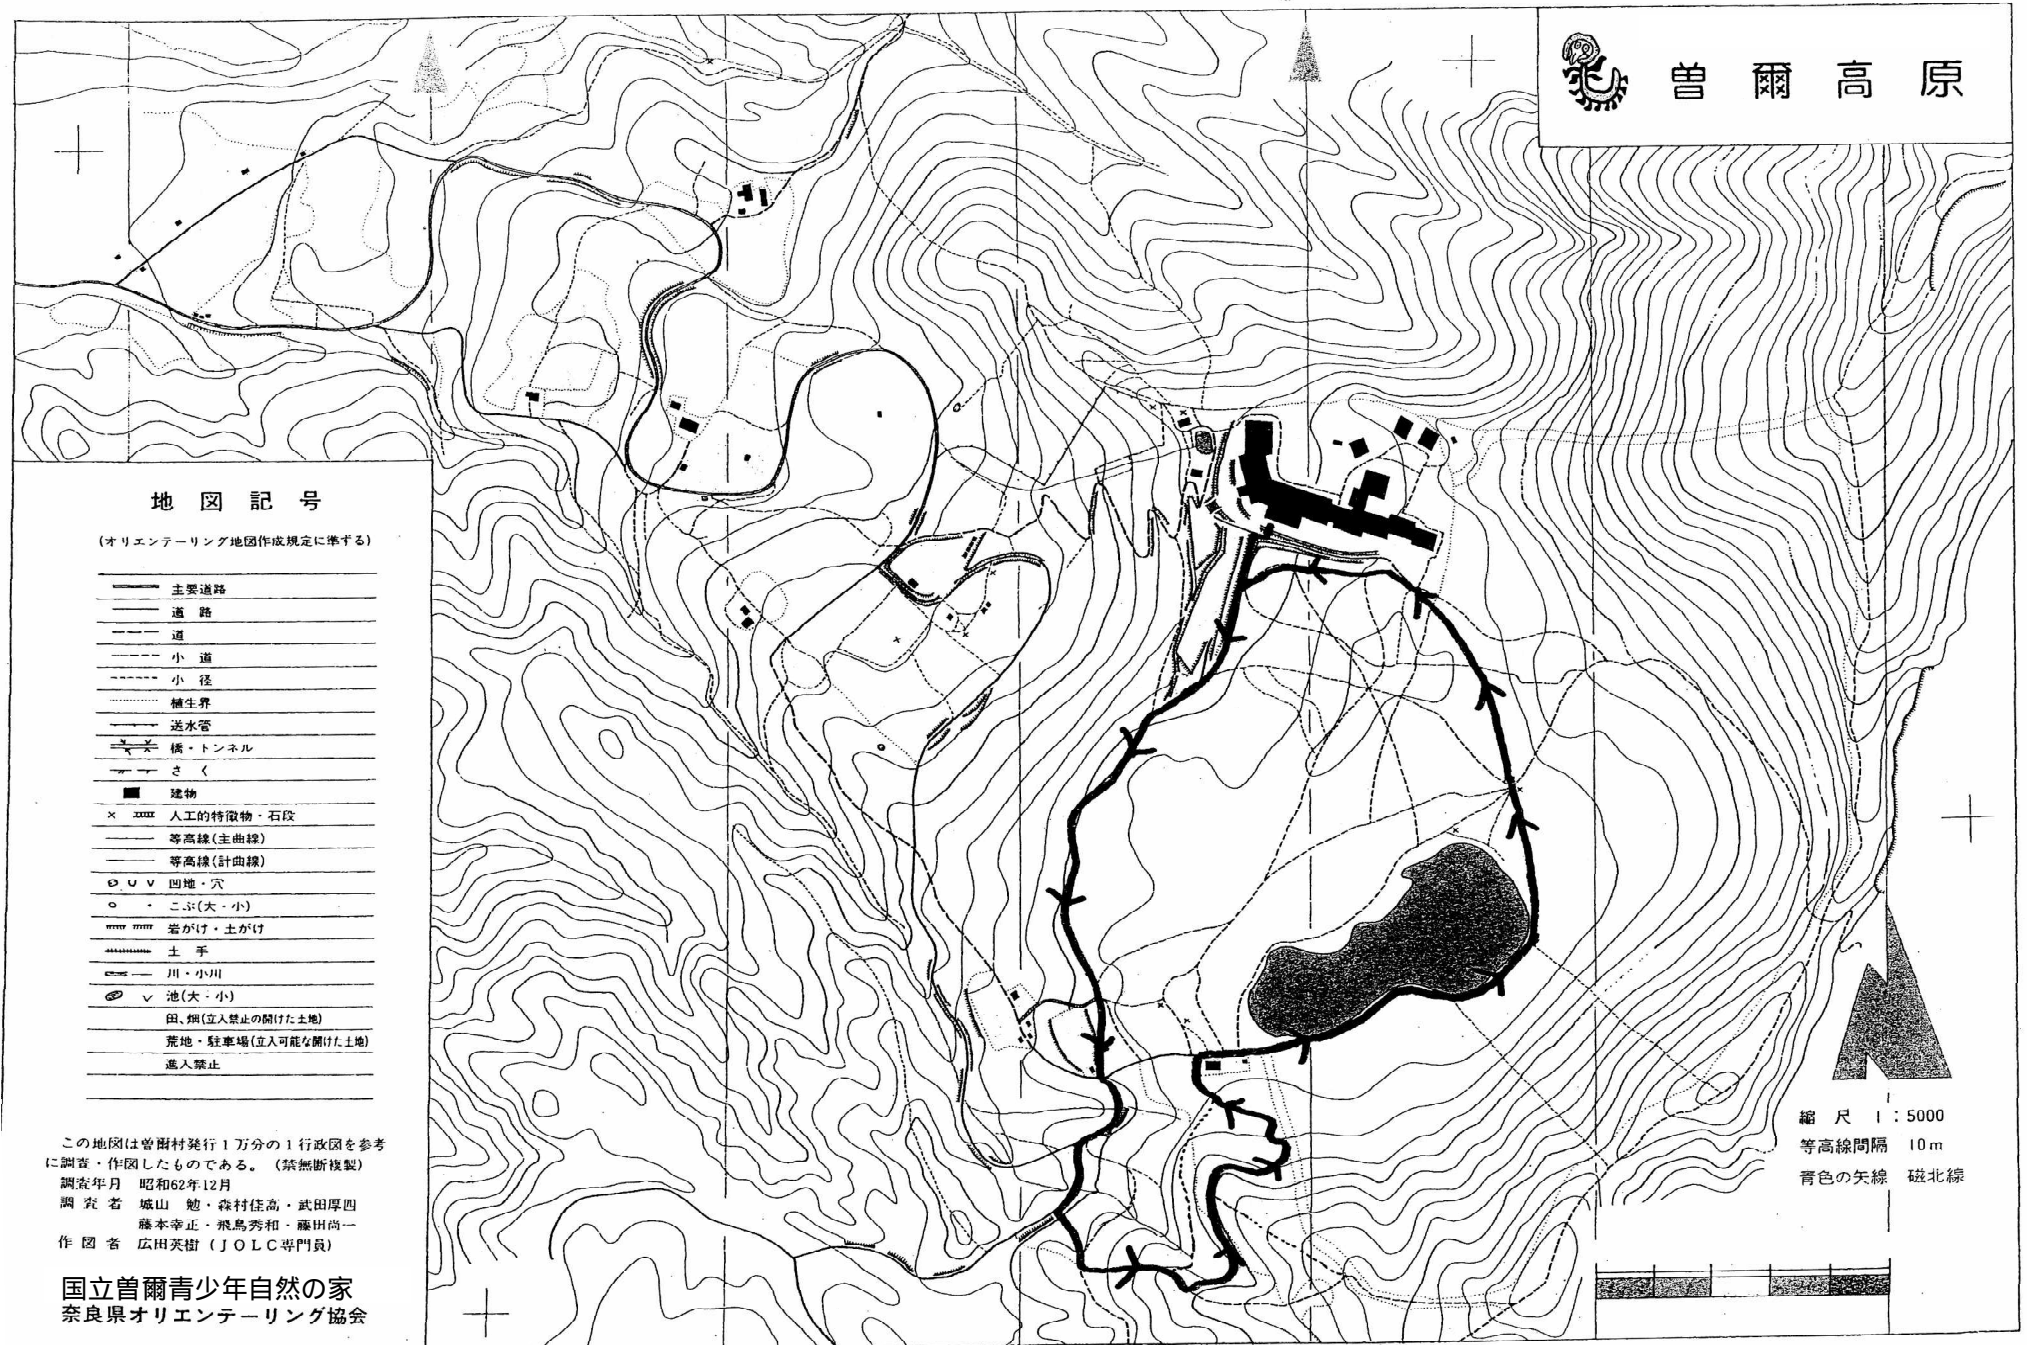 曽爾高原
地図記号
(オリエンテーリング地図作成規定に準ずる)
主要道路
道路
道
小道
小径
植生界
送水管
橋・トンネル
さく
建物
人工的特徴物・石段
等高線(主曲線)
等高線(計曲線)
凹地・穴
こぶ(大・小)
岩がけ・土がけ
土手
川・小川
池(大・小)
田、畑(立入禁止の開けた土地)
荒地・駐車場(立入可能な開けた土地)
進入禁止
この地図は曽爾村発行1万分の1行政図を参考
に調査・作図したものである。(禁無断複製)
調査年月 昭和62年12月
調査者 城山 勉・森村佳高・武田厚四
藤本幸正・飛鳥秀和・藤田尚一
作図者 広田英樹(JOLC専門員)
国立曽爾青少年自然の家
奈良県オリエンテーリング協会
縮尺 1:5000
等高線間隔 10m
青色の矢線 磁北線